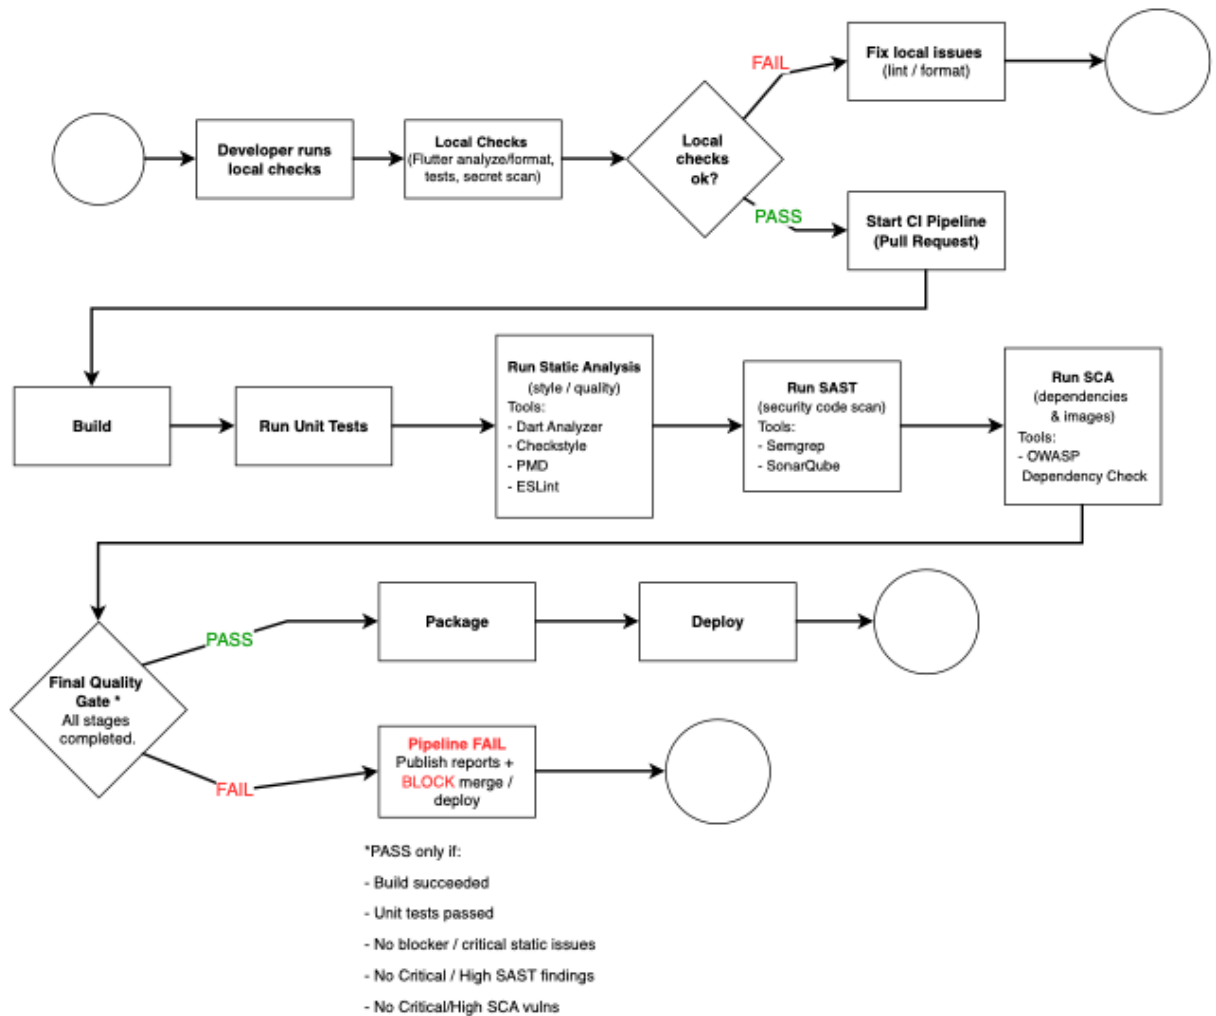 FAIL
Fix local issues
(lint / format)
Developer runs
local checks
Local Checks
(Flutter analyze/format,
tests, secret scan)
Local
checks
ok?
PASS
Start CI Pipeline
(Pull Request)
Build
Run Unit Tests
Run Static Analysis
(style / quality)
Tools:
- Dart Analyzer
- Checkstyle
- PMD
- ESLint
Run SAST
(security code scan)
Tools:
- Semgrep
- SonarQube
Run SCA
(dependencies
& images)
Tools:
- OWASP
Dependency Check
Final Quality
Gate *
All stages
completed.
PASS
Package
Deploy
FAIL
Pipeline FAIL
Publish reports +
BLOCK merge /
deploy
*PASS only if:
- Build succeeded
- Unit tests passed
- No blocker / critical static issues
- No Critical / High SAST findings
- No Critical/High SCA vulns